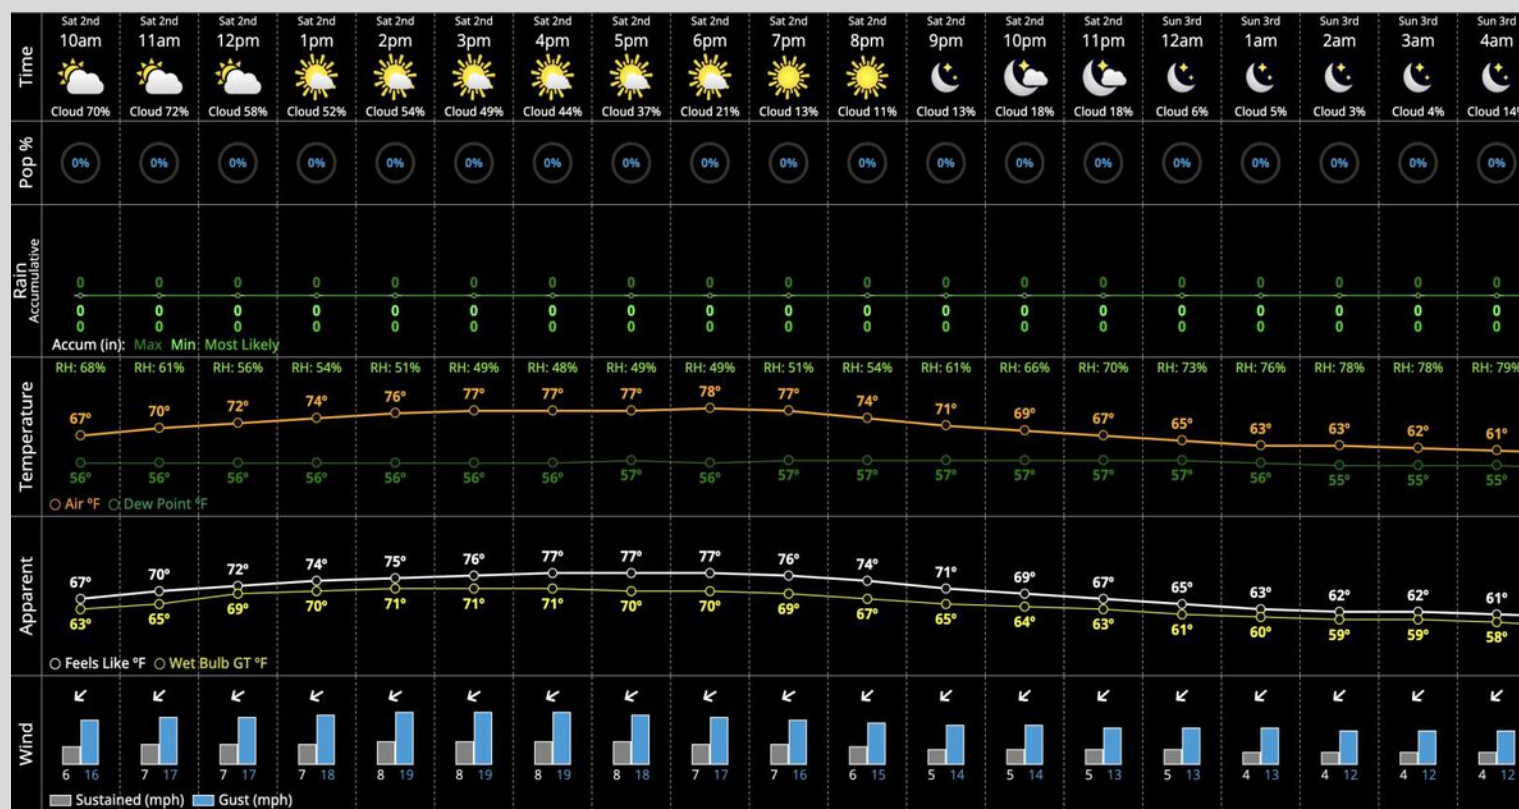 Time
Sat 2nd Sat 2nd Sat 2nd Sat 2nd Sat 2nd Sat 2nd Sat 2nd Sat 2nd Sat 2nd Sat 2nd Sat 2nd Sat 2nd Sat 2nd Sat 2nd Sun 3rd Sun 3rd Sun 3rd Sun 3rd Sun 3rd
10am 11am 12pm 1pm 2pm 3pm 4pm 5pm 6pm 7pm 8pm 9pm 10pm 11pm 12am 1am 2am 3am 4am
Cloud 70% Cloud 72% Cloud 58% Cloud 52% Cloud 54% Cloud 49% Cloud 44% Cloud 37% Cloud 21% Cloud 13% Cloud 11% Cloud 13% Cloud 18% Cloud 18% Cloud 6% Cloud 5% Cloud 3% Cloud 4% Cloud 14%
Pop %
0% 0% 0% 0% 0% 0% 0% 0% 0% 0% 0% 0% 0% 0% 0% 0% 0% 0% 0%
Rain
Accumulative
0 0 0 0 0 0 0 0 0 0 0 0 0 0 0 0 0 0 0
0 0 0 0 0 0 0 0 0 0 0 0 0 0 0 0 0 0 0
0 0 0 0 0 0 0 0 0 0 0 0 0 0 0 0 0 0 0
Accum (in): Max Min Most Likely
Temperature
RH: 68% RH: 61% RH: 56% RH: 54% RH: 51% RH: 49% RH: 48% RH: 49% RH: 49% RH: 51% RH: 54% RH: 61% RH: 66% RH: 70% RH: 73% RH: 76% RH: 78% RH: 78% RH: 79%
67° 70° 72° 74° 76° 77° 77° 77° 78° 77° 74° 71° 69° 67° 65° 63° 63° 62° 61°
56° 56° 56° 56° 56° 56° 56° 57° 56° 57° 57° 57° 57° 57° 57° 56° 55° 55° 55°
Air ºF Dew Point ºF
Apparent
67° 70° 72° 74° 75° 76° 77° 77° 77° 76° 74° 71° 69° 67° 65° 63° 62° 62° 61°
63° 65° 69° 70° 71° 71° 71° 70° 70° 69° 67° 65° 64° 63° 61° 60° 59° 59° 58°
Feels Like ºF Wet Bulb GT ºF
Wind
6 16 7 17 7 17 7 18 8 19 8 19 8 19 8 18 7 17 7 16 6 15 5 14 5 14 5 13 5 13 4 13 4 12 4 12 4 12
Sustained (mph) Gust (mph)